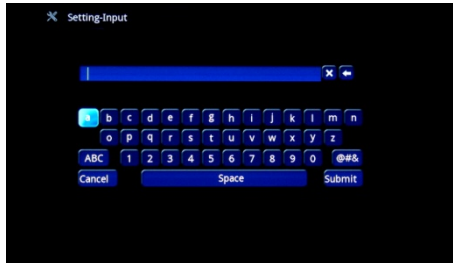 Setting-Input
a b c d e f g h i j k l m n
o p q r s t u v w x y z
ABC 1 2 3 4 5 6 7 8 9 0 @#&
Cancel Space Submit